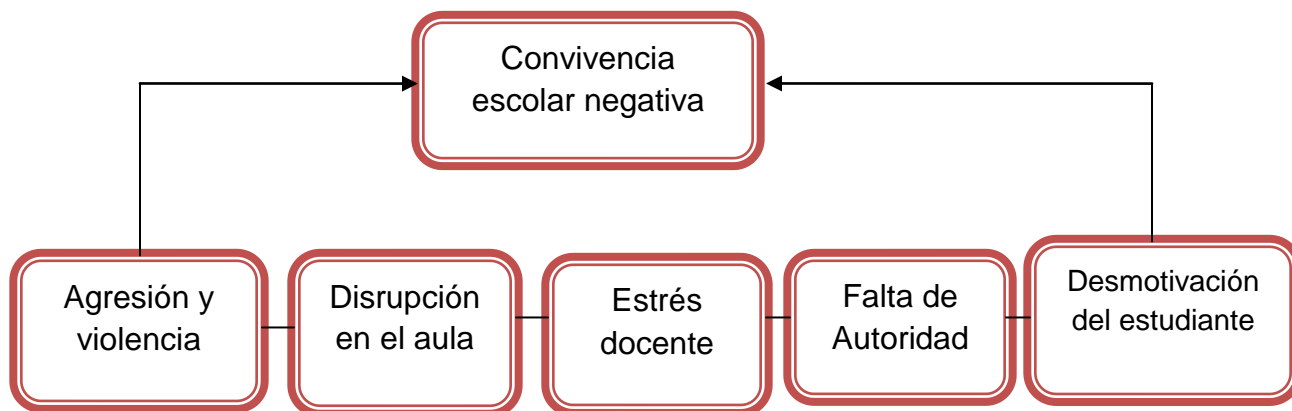 Convivencia
escolar negativa
Agresión y
violencia
Disrupción
en el aula
Estrés
docente
Falta de
Autoridad
Desmotivación
del estudiante